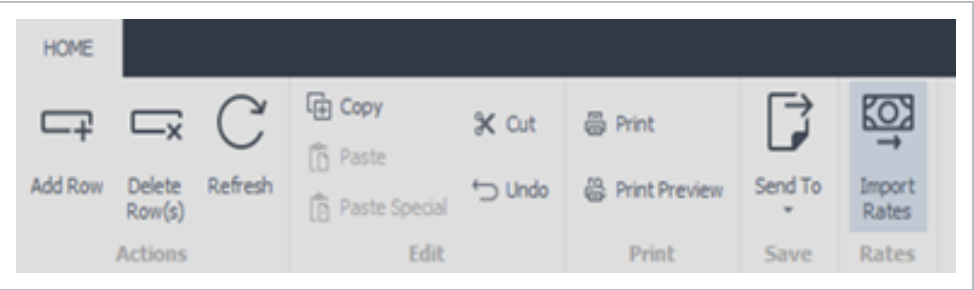 HOME
Add Row
Delete
Row(s)
Refresh
Copy
Paste
Paste Special
Cut
Undo
Print
Print Preview
Send To
Import
Rates
Actions
Edit
Print
Save
Rates